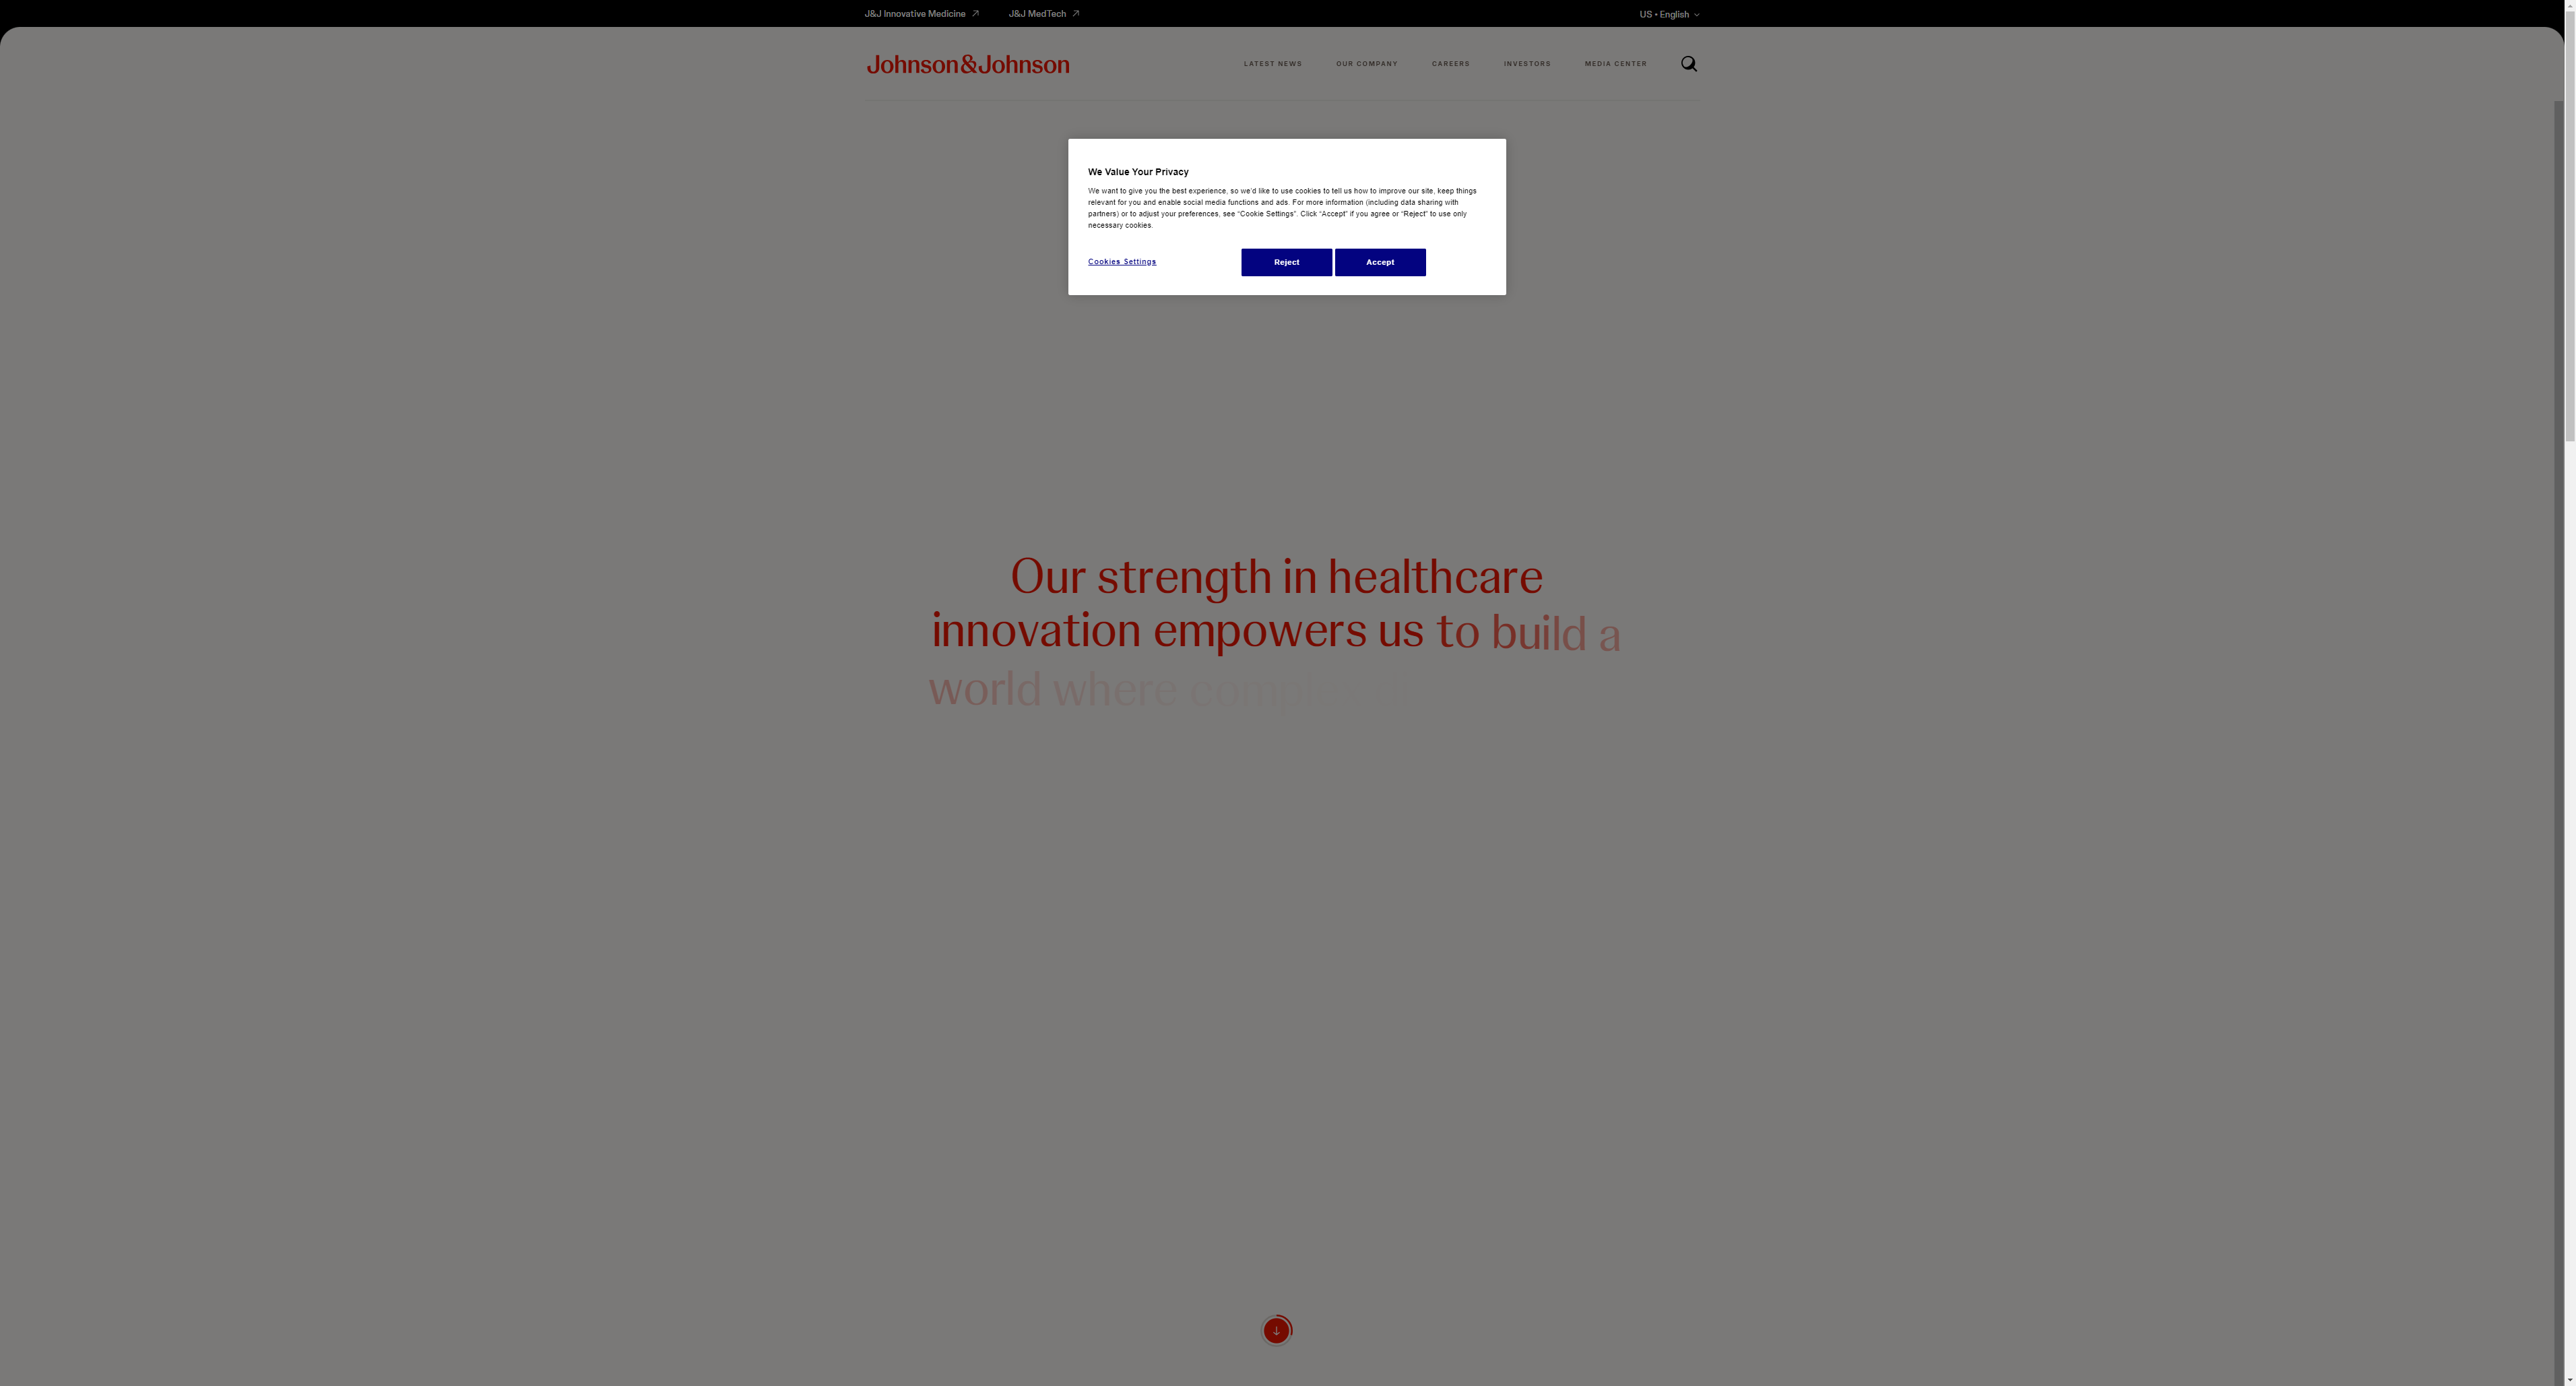 J&J Innovative Medicine
J&J MedTech
US • English
Johnson&Johnson
LATEST NEWS
OUR COMPANY
CAREERS
INVESTORS
MEDIA CENTER
We Value Your Privacy
We want to give you the best experience, so we'd like to use cookies to tell us how to improve our site, keep things
relevant for you and enable social media functions and ads. For more information (including data sharing with
partners) or to adjust your preferences, see “Cookie Settings”. Click “Accept” if you agree or “Reject” to use only
necessary cookies.
Cookies Settings
Reject
Accept
Our strength in healthcare
innovation empowers us to build a
world where